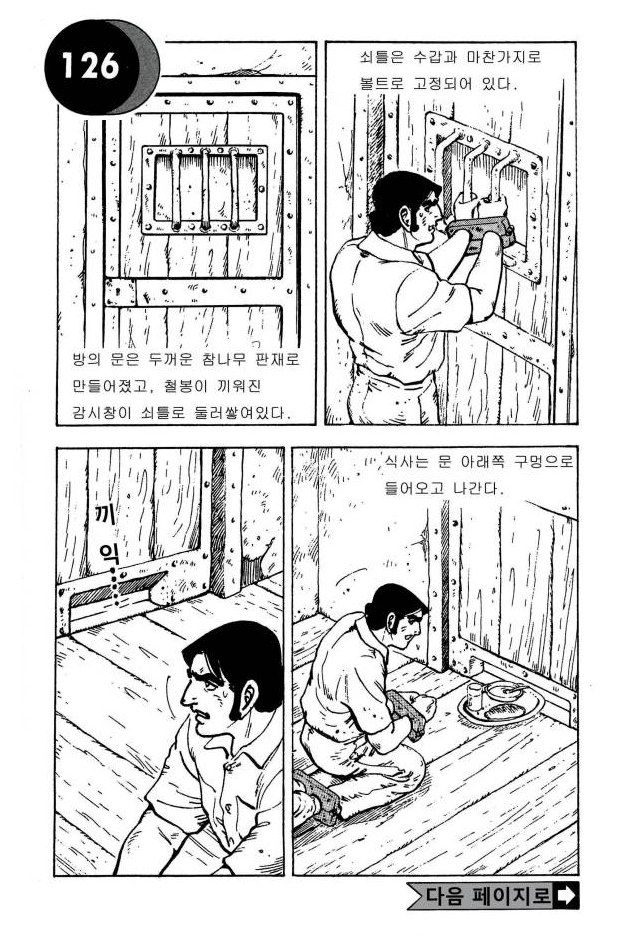 126
방의 문은 두꺼운 참나무 판재로
만들어졌고, 철봉이 끼워진
감시창이 쇠틀로 둘러쌓여있다.
쇠틀은 수갑과 마찬가지로
볼트로 고정되어 있다.
끼
익
식사는 문 아래쪽 구멍으로
들어오고 나간다.
다음 페이지로